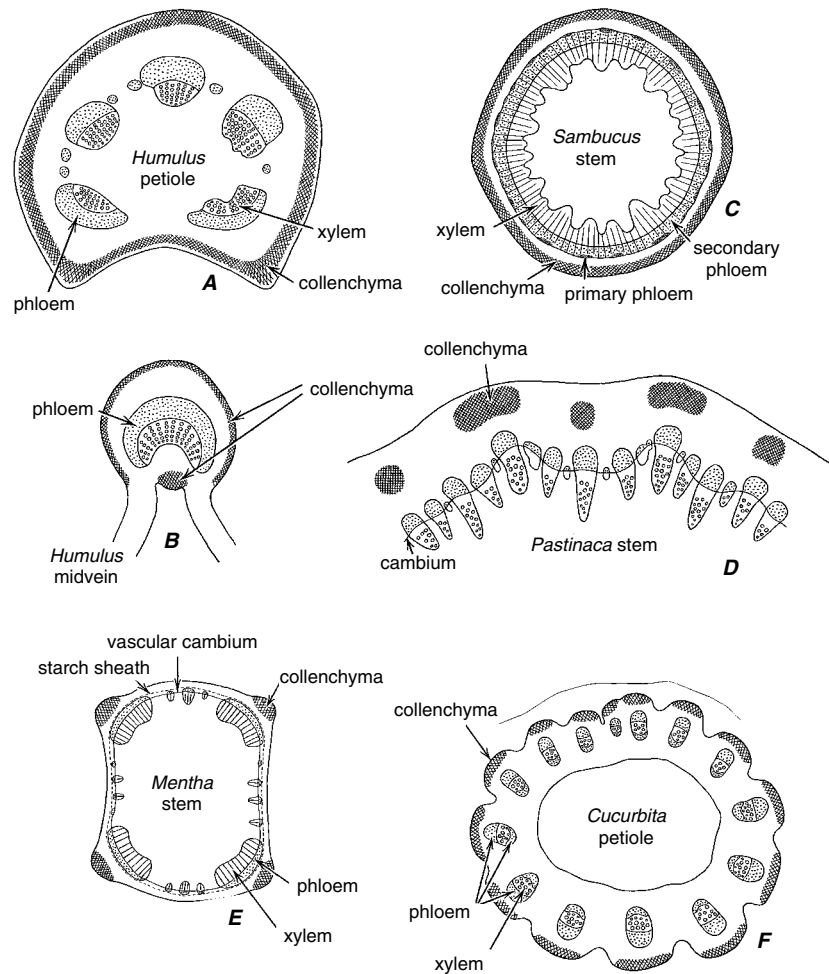 Humulus
petiole
xylem
collenchyma
phloem
A
Sambucus
stem
C
xylem
secondary
phloem
collenchyma
primary phloem
phloem
collenchyma
Humulus
midvein
B
collenchyma
cambium
Pastinaca stem
D
vascular cambium
starch sheath
collenchyma
Mentha
stem
phloem
xylem
E
collenchyma
Cucurbita
petiole
phloem
xylem
F